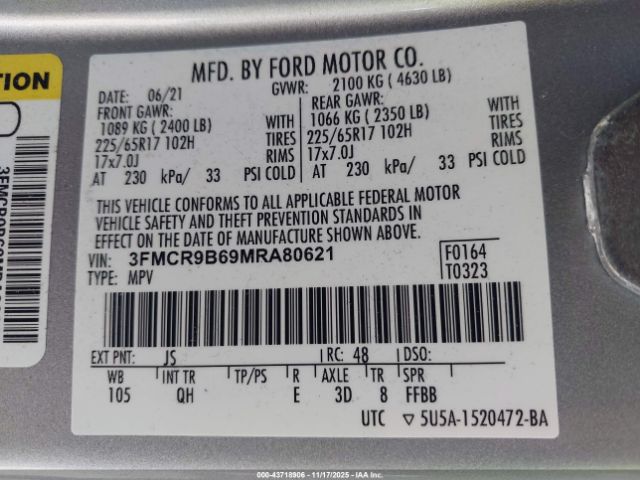 TION
MFD. BY FORD MOTOR CO.
DATE: 06/21 GVWR: 2100 KG ( 4630 LB)
FRONT GAWR: REAR GAWR:
1089 KG ( 2400 LB) WITH 1066 KG ( 2350 LB) WITH
225/65R17 102H TIRES 225/65R17 102H TIRES
17x7.0J RIMS 17x7.0J RIMS
AT 230 kPa/ 33 PSI COLD AT 230 kPa/ 33 PSI COLD
THIS VEHICLE CONFORMS TO ALL APPLICABLE FEDERAL MOTOR
VEHICLE SAFETY AND THEFT PREVENTION STANDARDS IN
EFFECT ON THE DATE OF MANUFACTURE SHOWN ABOVE.
VIN: 3FMCR9B69MRA80621 F0164
TYPE: MPV T0323
EXT PNT: JS RC: 48 DSO:
WB INT TR TP/PS R AXLE TR SPR
105 QH E 3D 8 FFBB
UTC ▽ 5U5A-1520472-BA
000-43718906 - 11/17/2025 - IAA Inc.